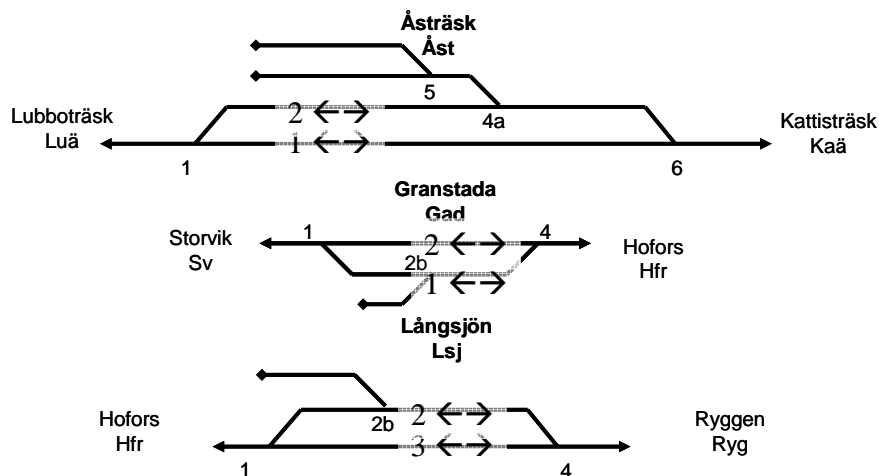 Åsträsk
Åst
5
Lubboträsk
Luä
2
4a
Kattisträsk
Kaä
1
1
6
Granstada
Gad
Storvik
Sv
1
2
4
Hofors
Hfr
2b
1
Långsjön
Lsj
Hofors
Hfr
2b
2
Ryggen
Ryg
1
3
4